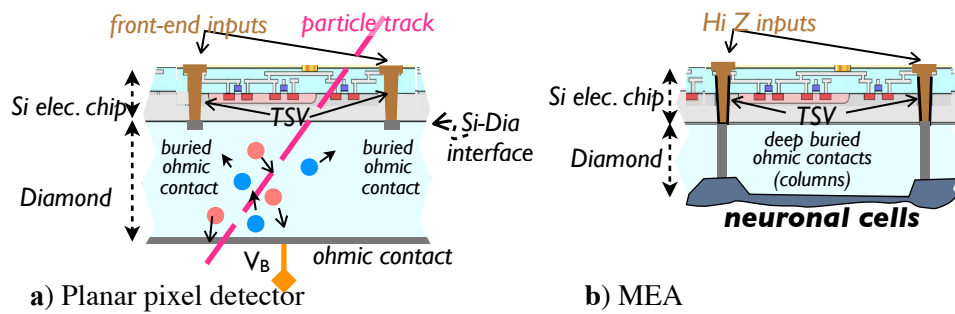 front-end inputs
particle track
Si elec. chip
TSV
Si-Dia
interface
buried
ohmic
contact
buried
ohmic
contact
Diamond
V_B
ohmic contact
a) Planar pixel detector
Hi Z inputs
Si elec. chip
TSV
Diamond
deep buried
ohmic contacts
(columns)
neuronal cells
b) MEA